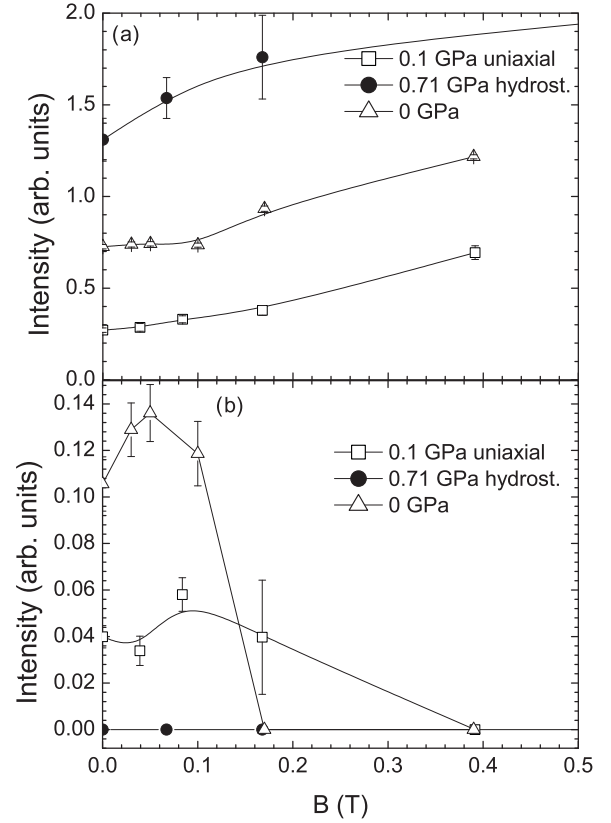 2.0
(a)
0.1 GPa uniaxial
0.71 GPa hydrost.
0 GPa
1.5
1.0
0.5
0.0
Intensity (arb. units)
0.14
(b)
0.12
0.1 GPa uniaxial
0.71 GPa hydrost.
0 GPa
0.10
0.08
0.06
0.04
0.02
0.00
Intensity (arb. units)
0.0 0.1 0.2 0.3 0.4 0.5
B (T)